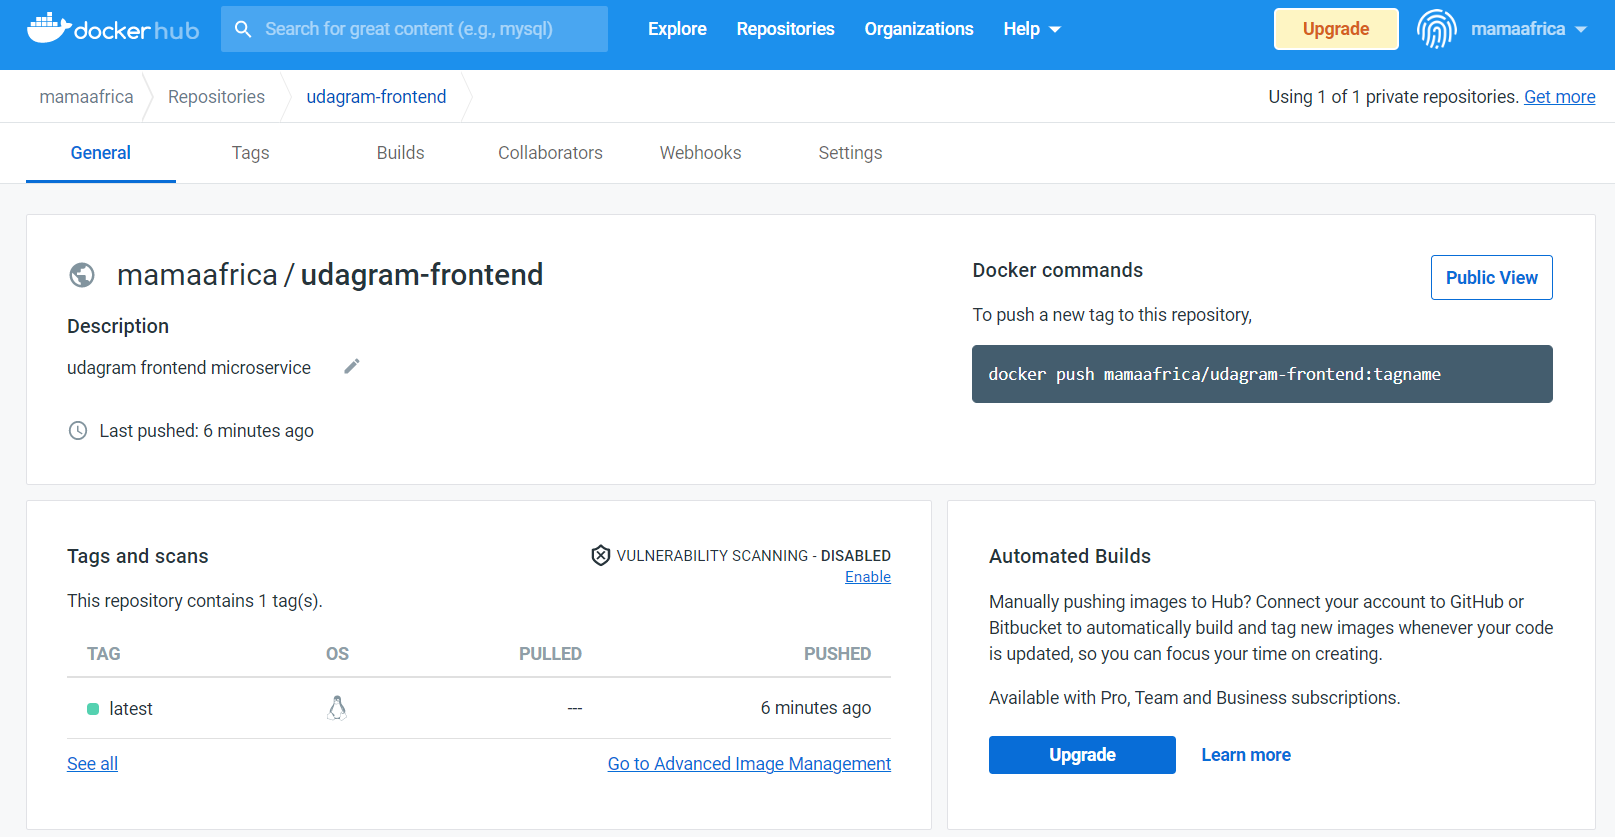 docker hub
Search for great content (e.g., mysql)
Explore
Repositories
Organizations
Help
Upgrade
mamaafrica
mamaafrica
Repositories
udagram-frontend
Using 1 of 1 private repositories. Get more
General
Tags
Builds
Collaborators
Webhooks
Settings
mamaafrica / udagram-frontend
Description
udagram frontend microservice
Last pushed: 6 minutes ago
Docker commands
Public View
To push a new tag to this repository,
docker push mamaafrica/udagram-frontend:tagname
Tags and scans
VULNERABILITY SCANNING - DISABLED
Enable
This repository contains 1 tag(s).
TAG OS PULLED PUSHED
latest --- 6 minutes ago
See all
Go to Advanced Image Management
Automated Builds
Manually pushing images to Hub? Connect your account to GitHub or
Bitbucket to automatically build and tag new images whenever your code
is updated, so you can focus your time on creating.
Available with Pro, Team and Business subscriptions.
Upgrade
Learn more